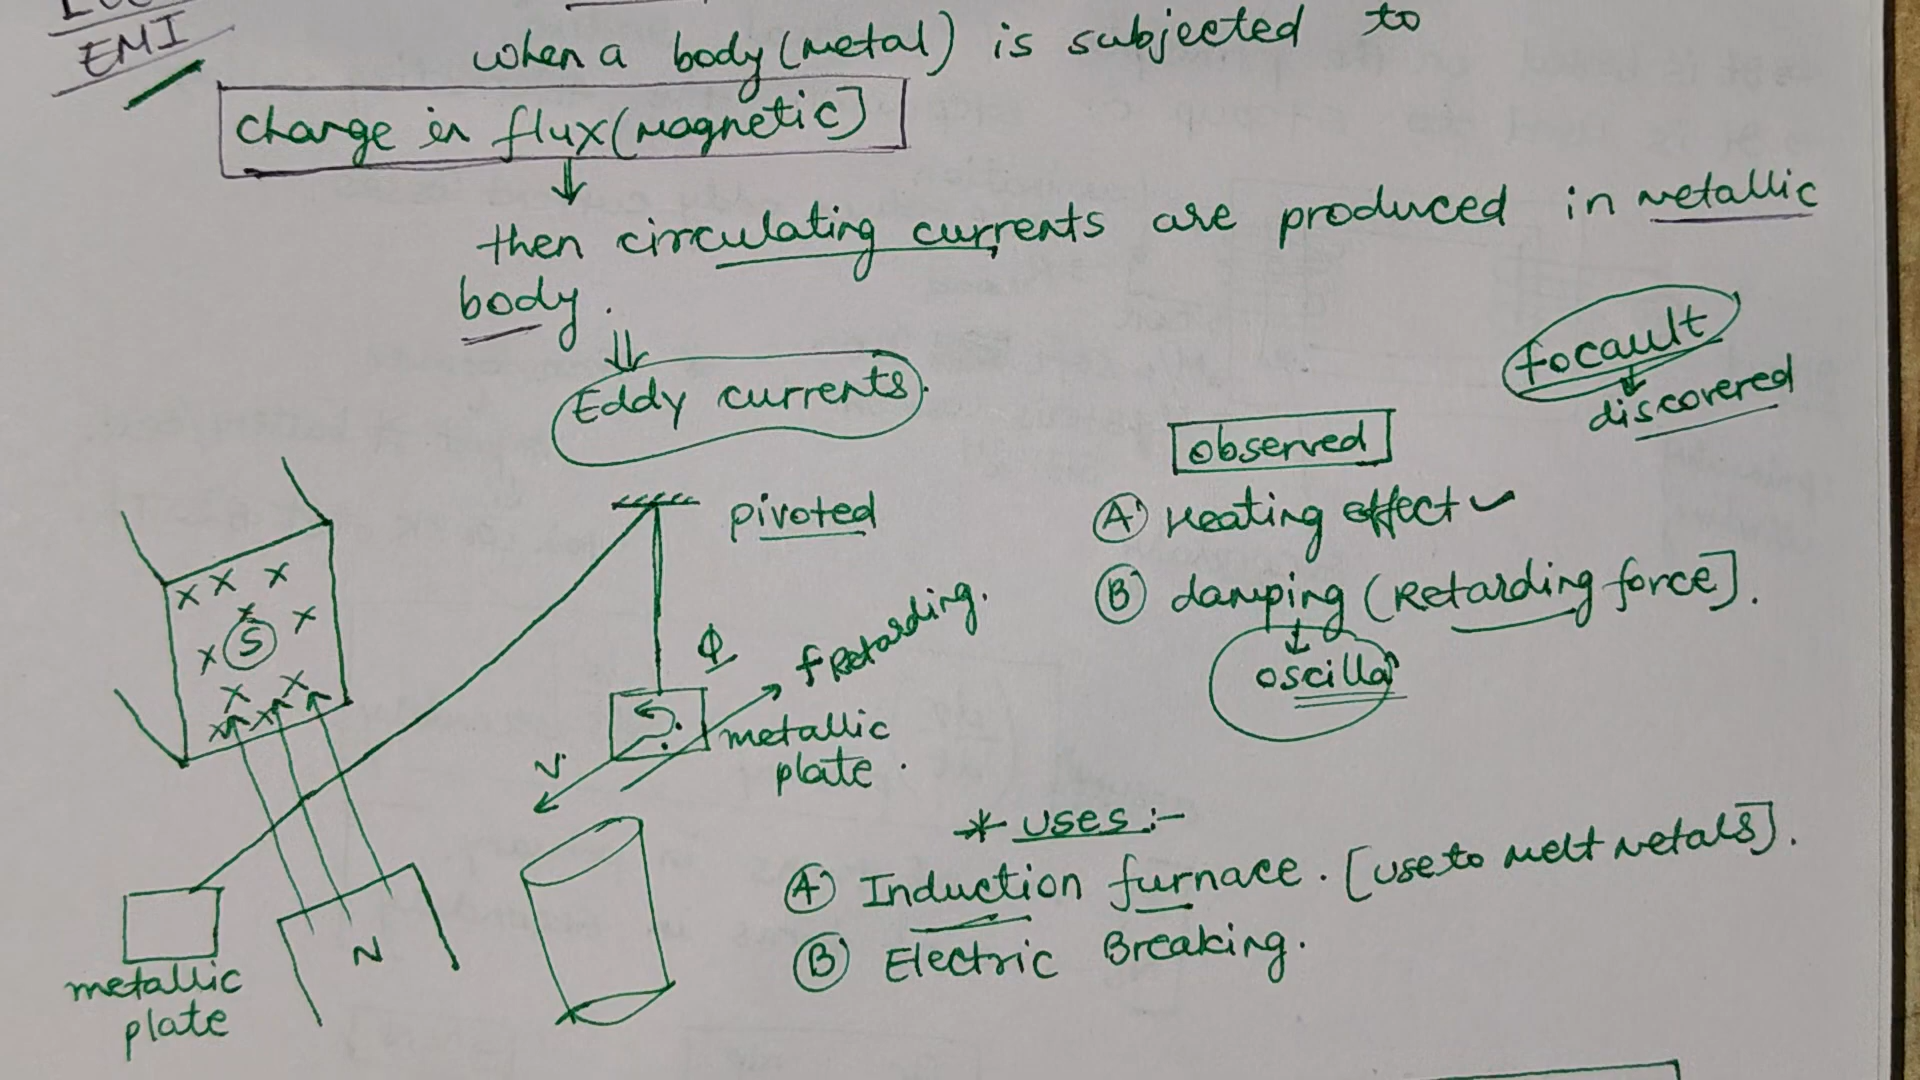 EMI
when a body (metal) is subjected to
change in flux (magnetic]
then circulating currents are produced in metallic
body.
Eddy currents.
focault
discovered
observed
A Heating effect
B damping (Retarding force].
oscilla
pivoted
x x x
x x
x S
x x
x x
ϕ
f Retarding.
metallic
plate.
v.
N
metallic
plate
* uses :-
A Induction furnace. [use to melt metals].
B Electric Breaking.